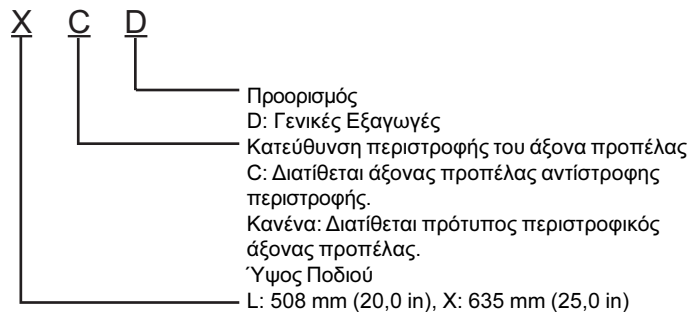 X C D
Προορισμός
D: Γενικές Εξαγωγές
Κατεύθυνση περιστροφής του άξονα προπέλας
C: Διατίθεται άξονας προπέλας αντίστροφης
περιστροφής.
Κανένα: Διατίθεται πρότυπος περιστροφικός
άξονας προπέλας.
Ύψος Ποδιού
L: 508 mm (20,0 in), X: 635 mm (25,0 in)